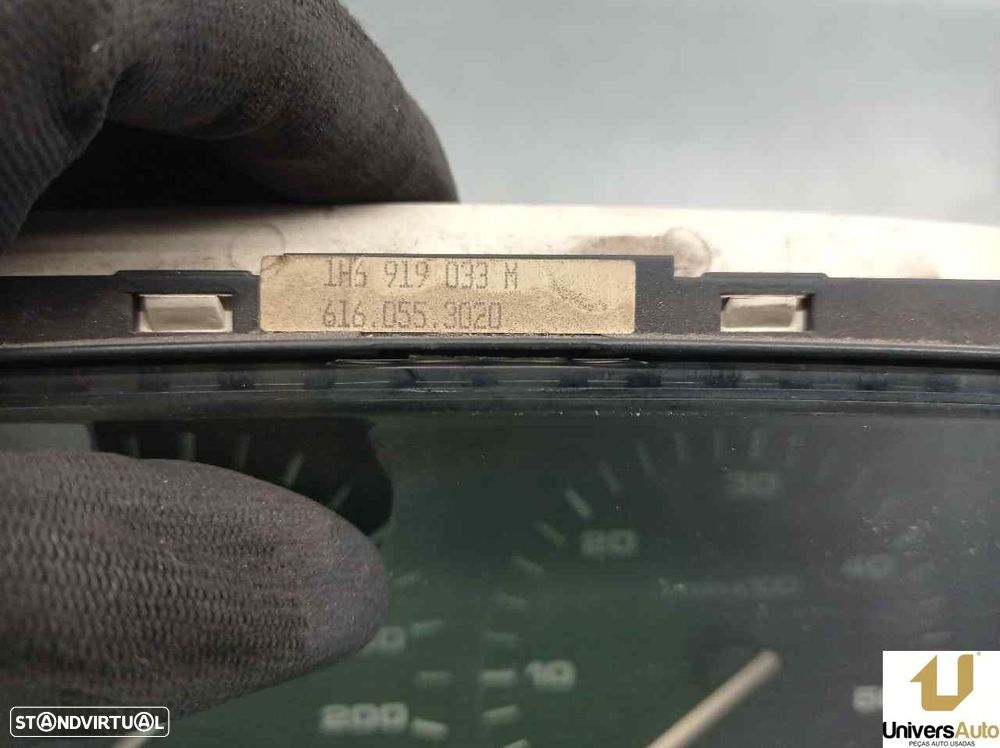 1H6 919 033 M
616.055.3020
30
20
40
10
200
STANDVIRTUAL
UniversAuto
PEÇAS AUTO USADAS